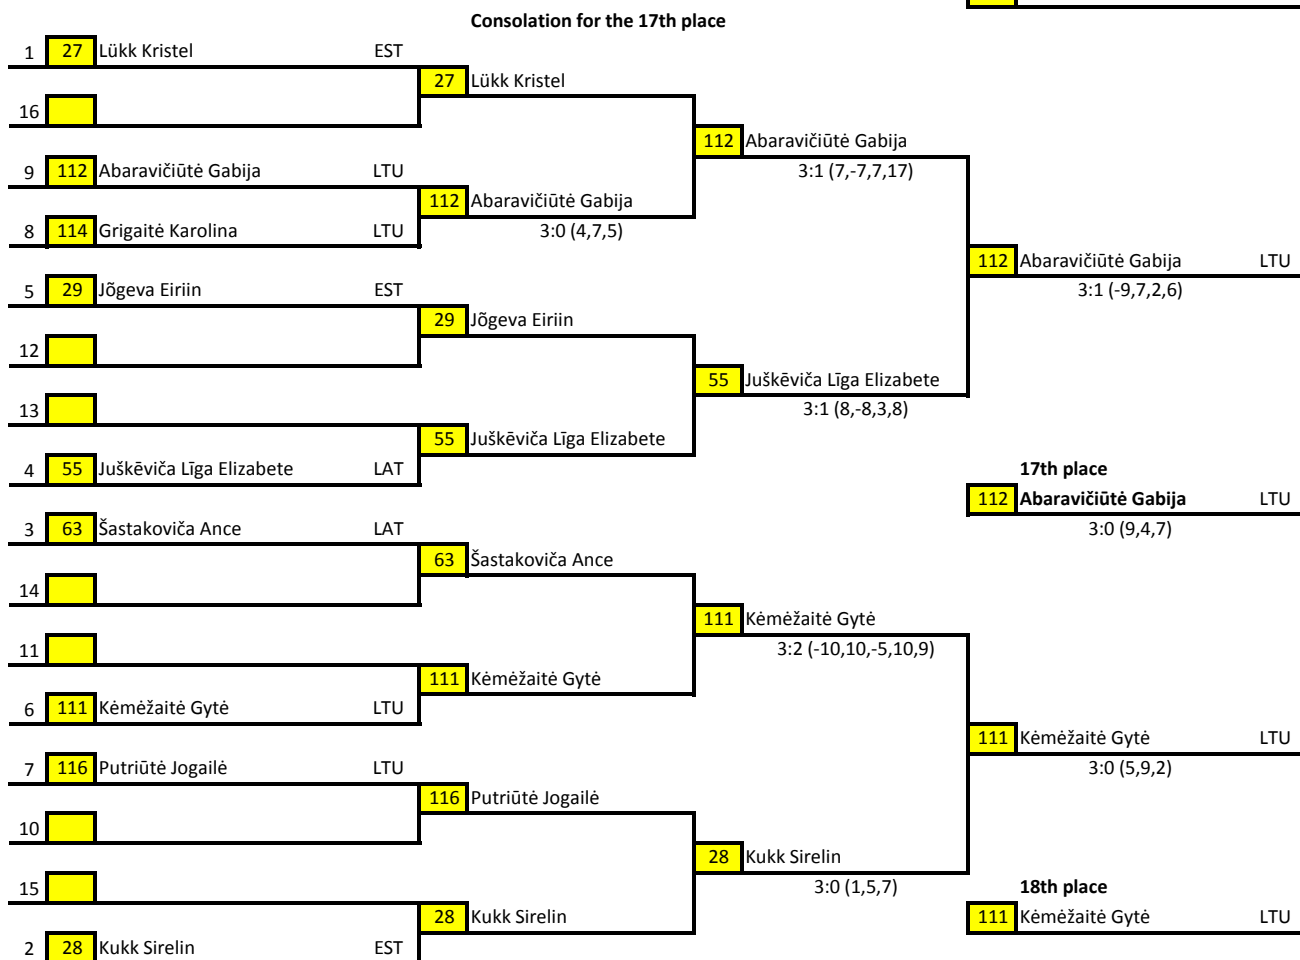 Consolation for the 17th place
1 27 Lükk Kristel EST
27 Lükk Kristel
16
112 Abaravičiūtė Gabija
9 112 Abaravičiūtė Gabija LTU
3:1 (7,-7,7,17)
112 Abaravičiūtė Gabija
8 114 Grigaitė Karolina LTU
3:0 (4,7,5)
112 Abaravičiūtė Gabija LTU
5 29 Jõgeva Eiriin EST
3:1 (-9,7,2,6)
29 Jõgeva Eiriin
12
55 Juškēviča Līga Elizabete
13
3:1 (8,-8,3,8)
55 Juškēviča Līga Elizabete
4 55 Juškēviča Līga Elizabete LAT
17th place
112 Abaravičiūtė Gabija LTU
3 63 Šastakoviča Ance LAT
3:0 (9,4,7)
63 Šastakoviča Ance
14
111 Kėmėžaitė Gytė
11
3:2 (-10,10,-5,10,9)
111 Kėmėžaitė Gytė
6 111 Kėmėžaitė Gytė LTU
111 Kėmėžaitė Gytė LTU
7 116 Putriūtė Jogailė LTU
3:0 (5,9,2)
116 Putriūtė Jogailė
10
28 Kukk Sirelin
15
3:0 (1,5,7)
18th place
28 Kukk Sirelin
111 Kėmėžaitė Gytė LTU
2 28 Kukk Sirelin EST